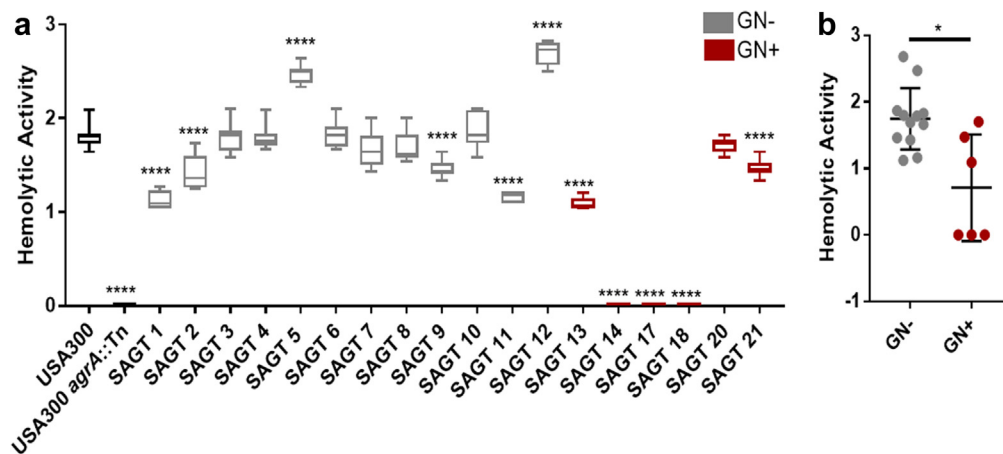 a
Hemolytic Activity
3
2
1
0
****
****
****
****
****
****
****
****
****
****
****
****
GN-
GN+
USA300
USA300 agrA::Tn
SAGT 1
SAGT 2
SAGT 3
SAGT 4
SAGT 5
SAGT 6
SAGT 7
SAGT 8
SAGT 9
SAGT 10
SAGT 11
SAGT 12
SAGT 13
SAGT 14
SAGT 17
SAGT 18
SAGT 20
SAGT 21
b
Hemolytic Activity
3
2
1
0
-1
*
GN-
GN+